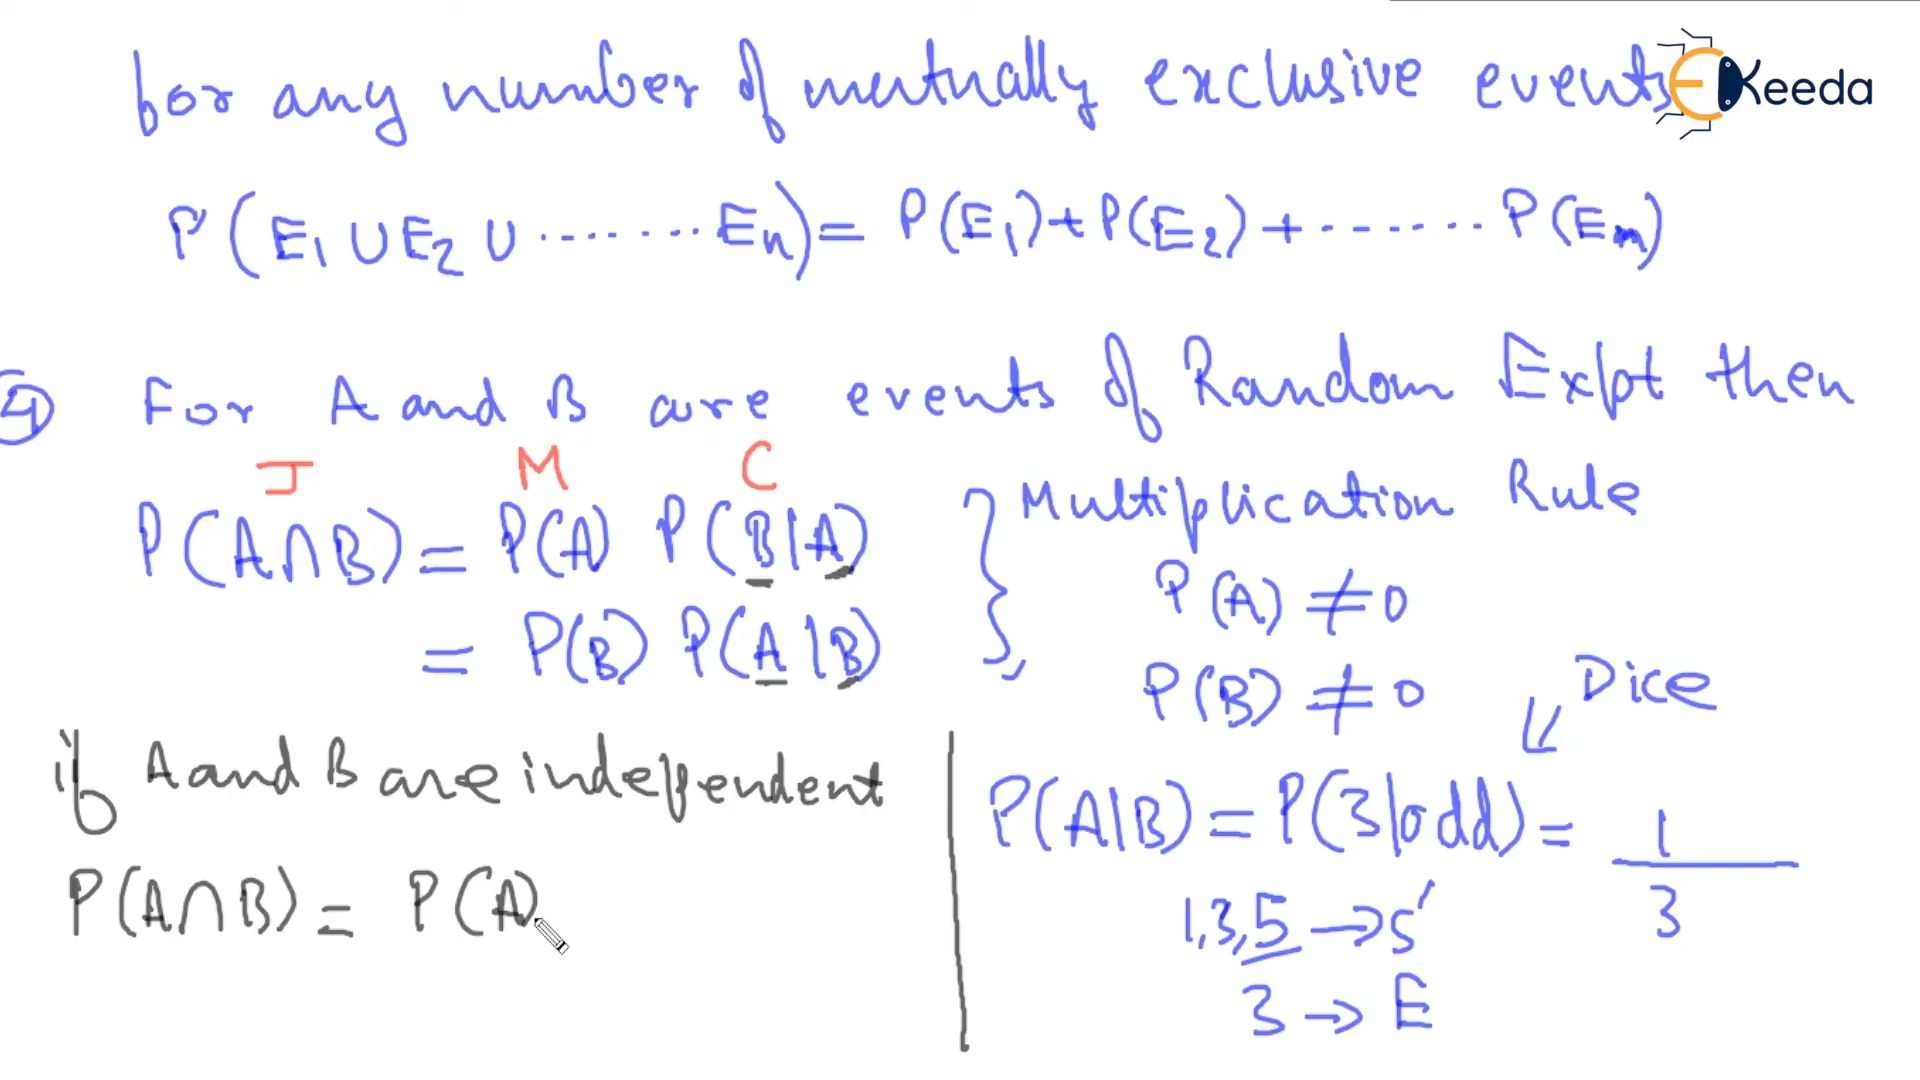 for any number of mutually exclusive events
EKeeda
P(E₁∪E₂∪.......Eₙ)=P(E₁)+P(E₂)+.......P(Eₘ)
④ For A and B are events of Random Expt then
J M C
P(A∩B)=P(A) P(B|A) } Multiplication Rule
P(A)≠0
=P(B) P(A|B)
P(B)≠0
Dice
if A and B are independent
P(A∩B)=P(A)
P(A|B)=P(3|odd)=1/3
1,3,5→S'
3→E